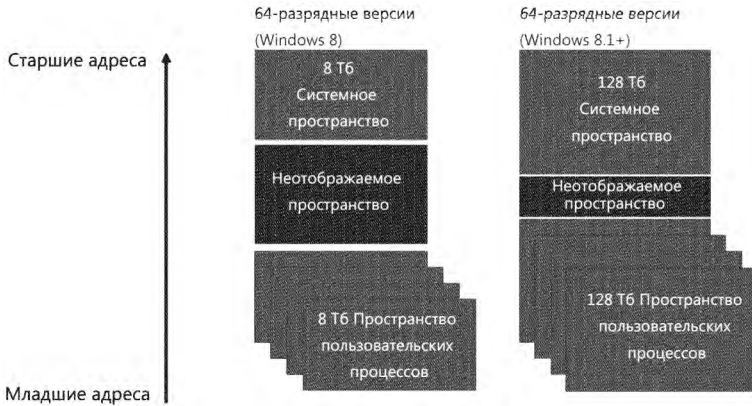 64-разрядные версии
(Windows 8)
64-разрядные версии
(Windows 8.1+)
Старшие адреса
8 Тб
Системное
пространство
128 Тб
Системное
пространство
Неотображаемое
пространство
Неотображаемое
пространство
8 Тб Пространство
пользовательских
процессов
128 Тб Пространство
пользовательских
процессов
Младшие адреса